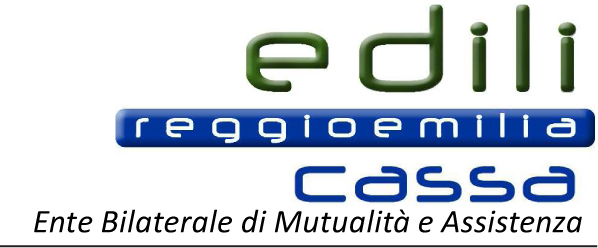 edili
reggioemilia
cassa
Ente Bilaterale di Mutualità e Assistenza